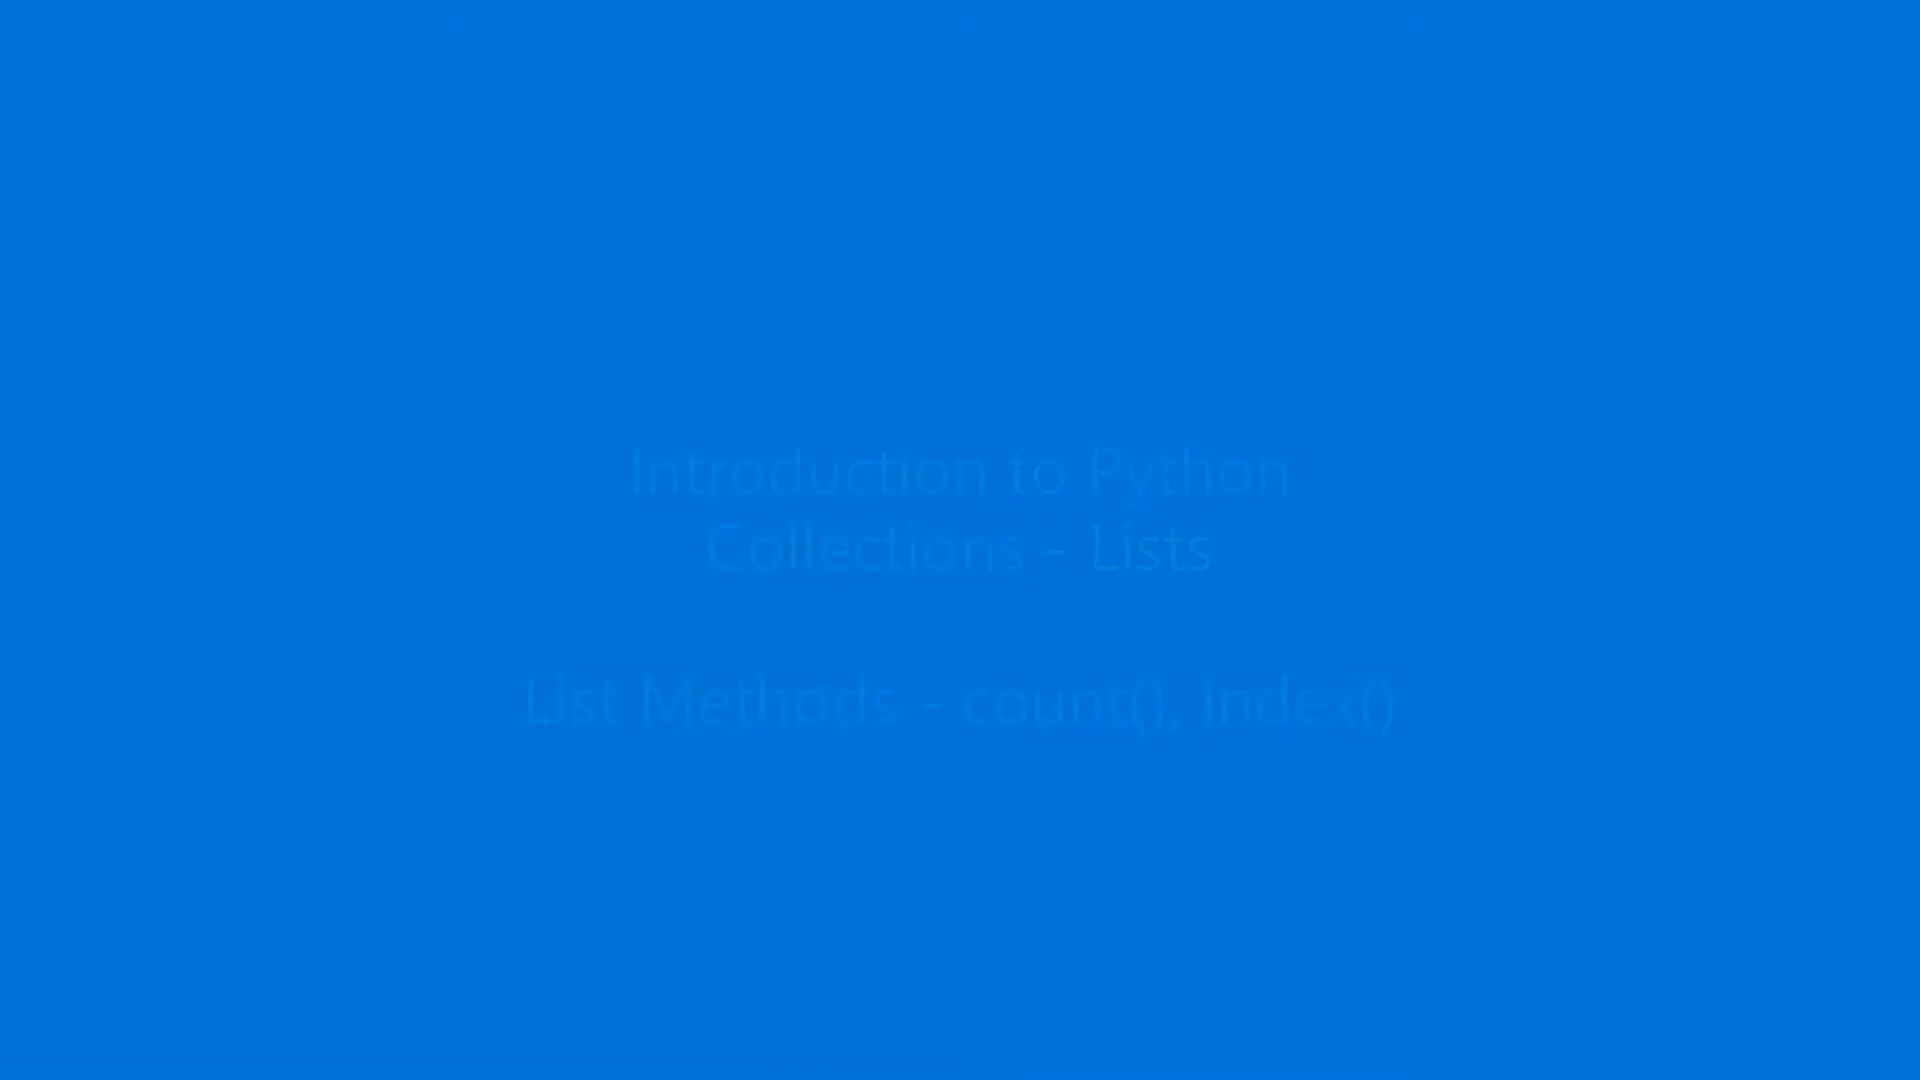 Introduction to Python
Collections - Lists
List Methods - count(), index()